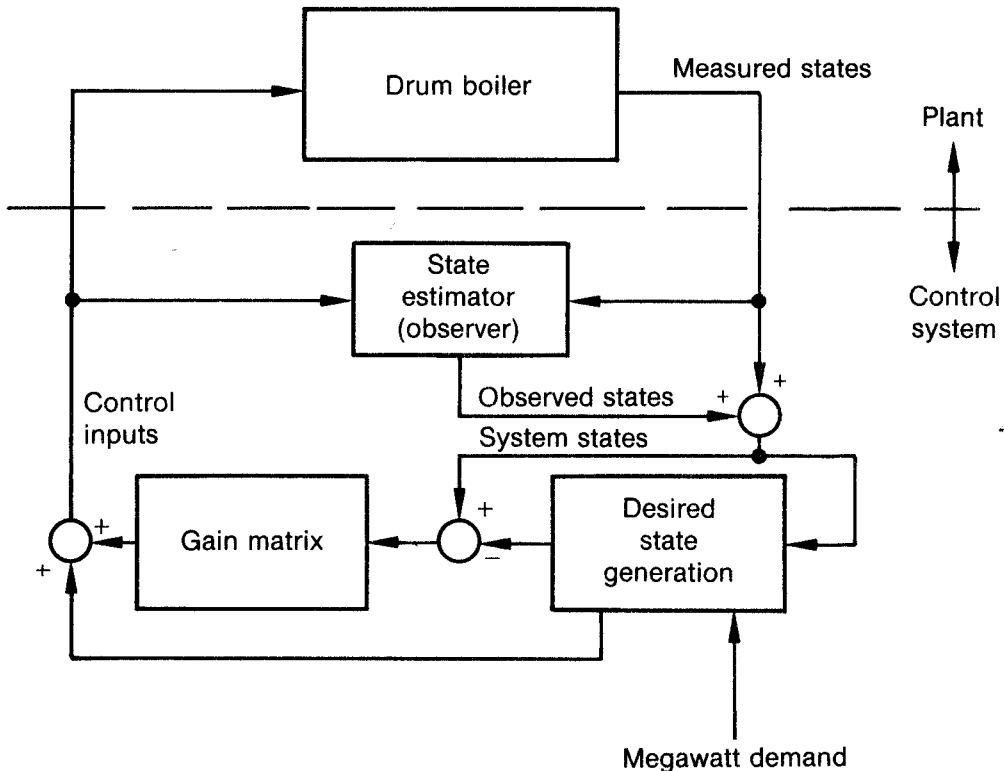 Drum boiler
Measured states
Plant
State
estimator
(observer)
Control
system
Control
inputs
Observed states
+
+
System states
Gain matrix
+
+
+
−
Desired
state
generation
Megawatt demand